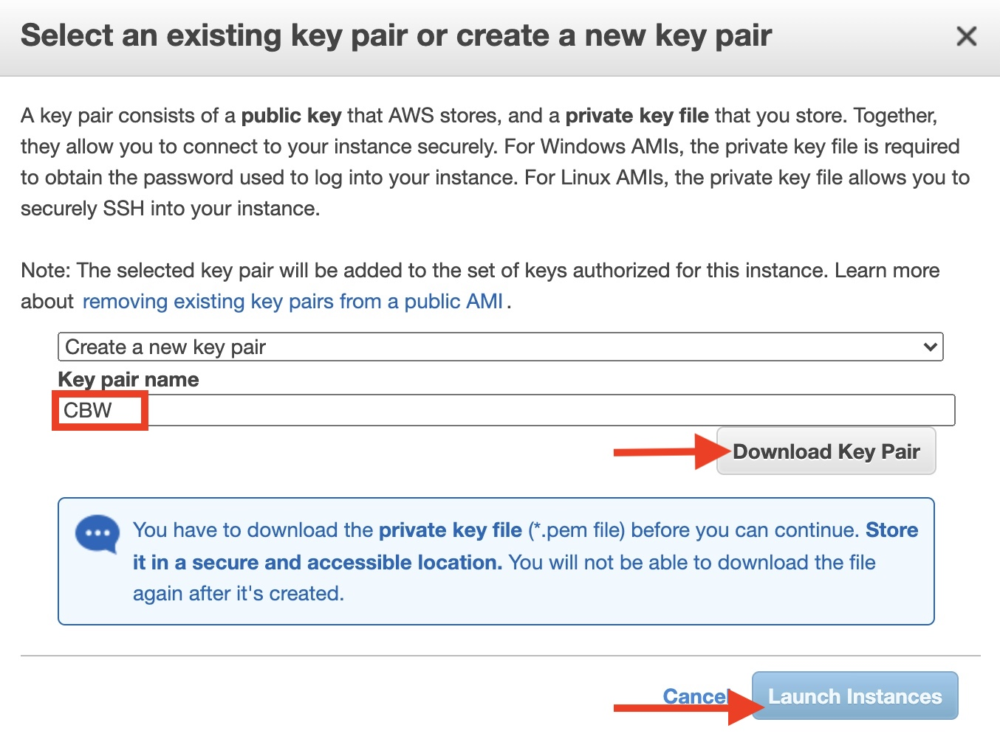 Select an existing key pair or create a new key pair
A key pair consists of a public key that AWS stores, and a private key file that you store. Together,
they allow you to connect to your instance securely. For Windows AMIs, the private key file is required
to obtain the password used to log into your instance. For Linux AMIs, the private key file allows you to
securely SSH into your instance.
Note: The selected key pair will be added to the set of keys authorized for this instance. Learn more
about removing existing key pairs from a public AMI.
Create a new key pair
Key pair name
CBW
Download Key Pair
You have to download the private key file (*.pem file) before you can continue. Store
it in a secure and accessible location. You will not be able to download the file
again after it's created.
Cancel Launch Instances